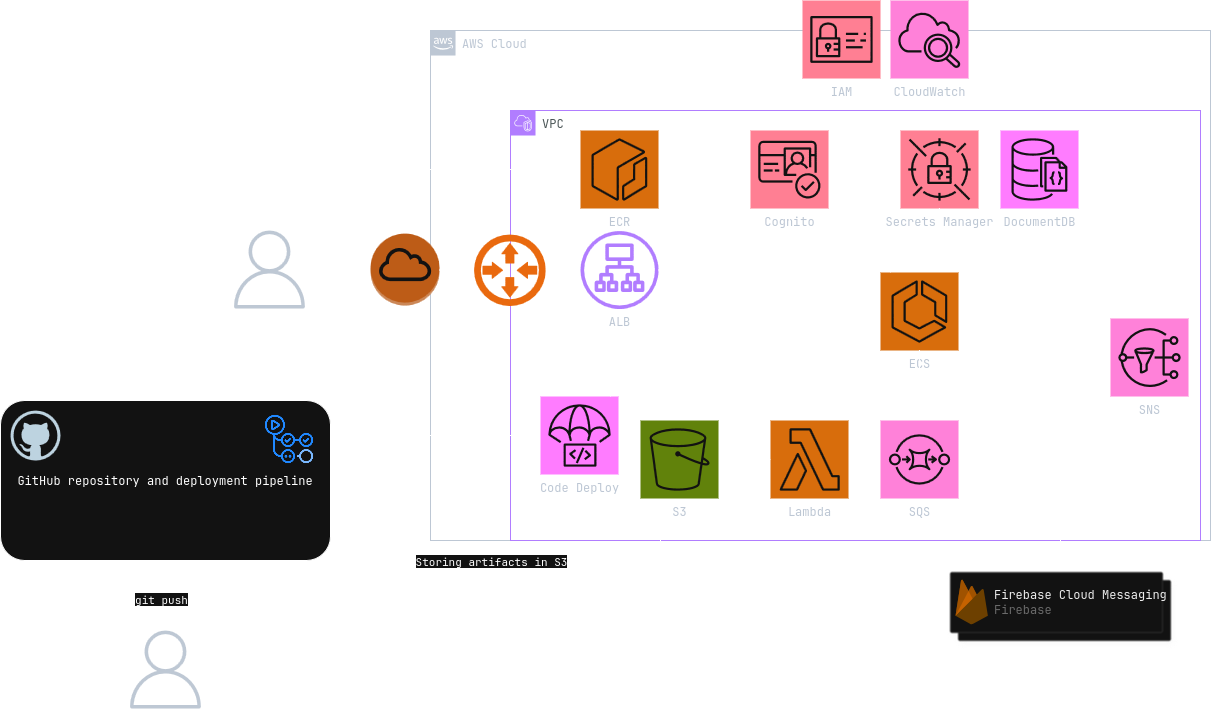 aws AWS Cloud
IAM
CloudWatch
VPC
ECR
Cognito
Secrets Manager
DocumentDB
ALB
ECS
SNS
Code Deploy
S3
Lambda
SQS
GitHub repository and deployment pipeline
Storing artifacts in S3
git push
Firebase Cloud Messaging
Firebase